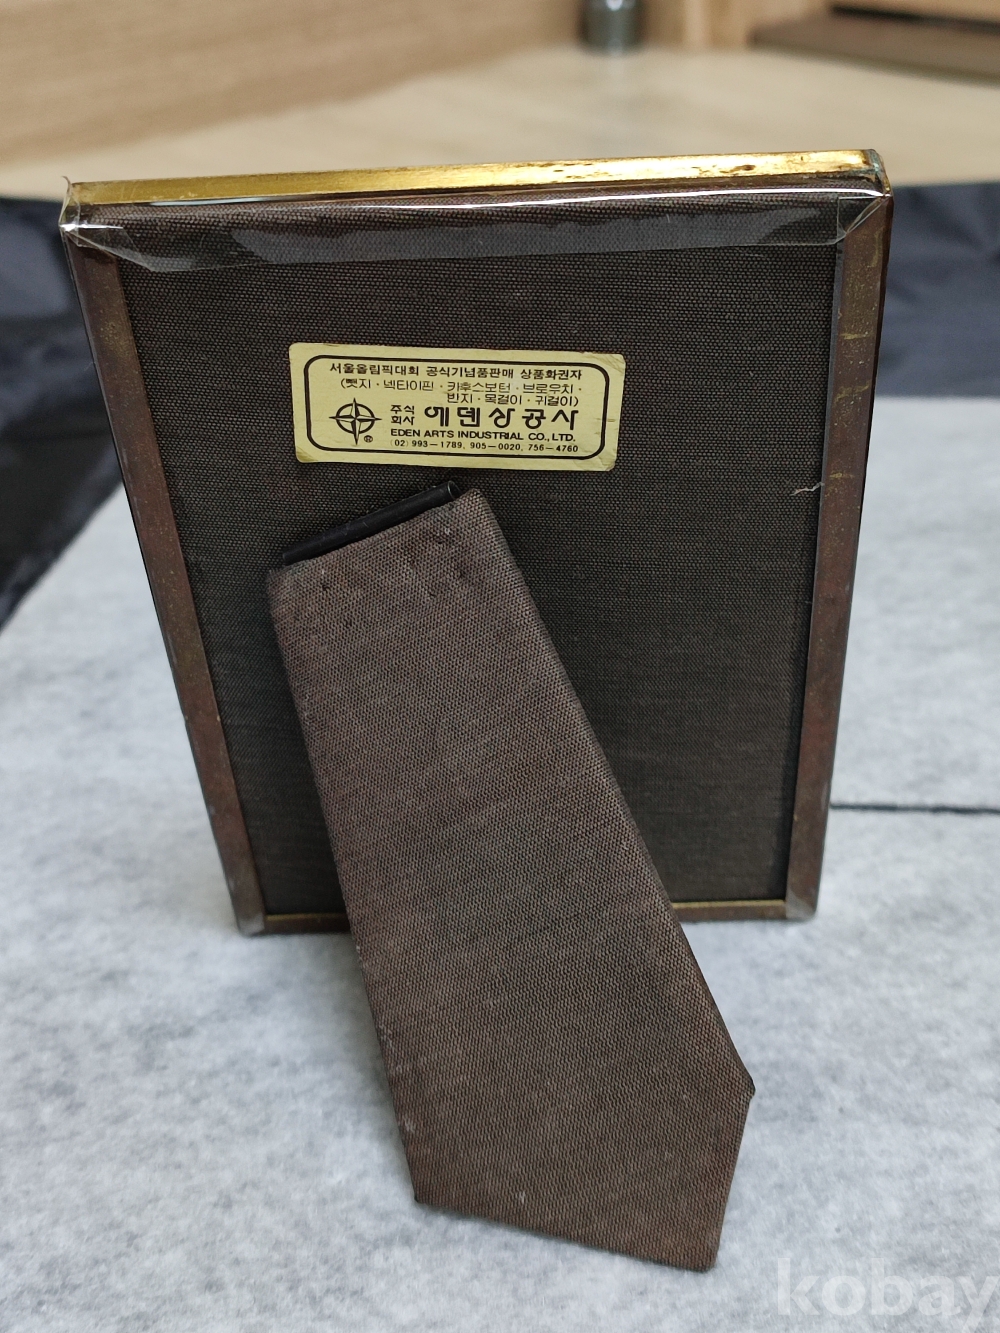 서울올림픽대회 공식기념품판매 상품화권자
(뺏지 · 넥타이핀 · 카후스보턴 · 브로우치 ·
반지 · 목걸이 · 귀걸이)
주식회사 에덴상공사
®
EDEN ARTS INDUSTRIAL CO., LTD.
(02) 993-1789, 905-0020, 756-4760
kobay